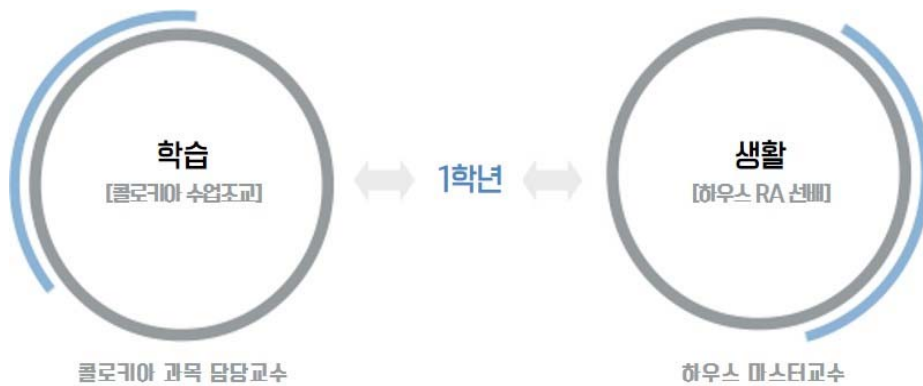 학습
[콜로키아 수업조교]
1학년
생활
[하우스 RA 선배]
콜로키아 과목 담당교수
하우스 마스터교수